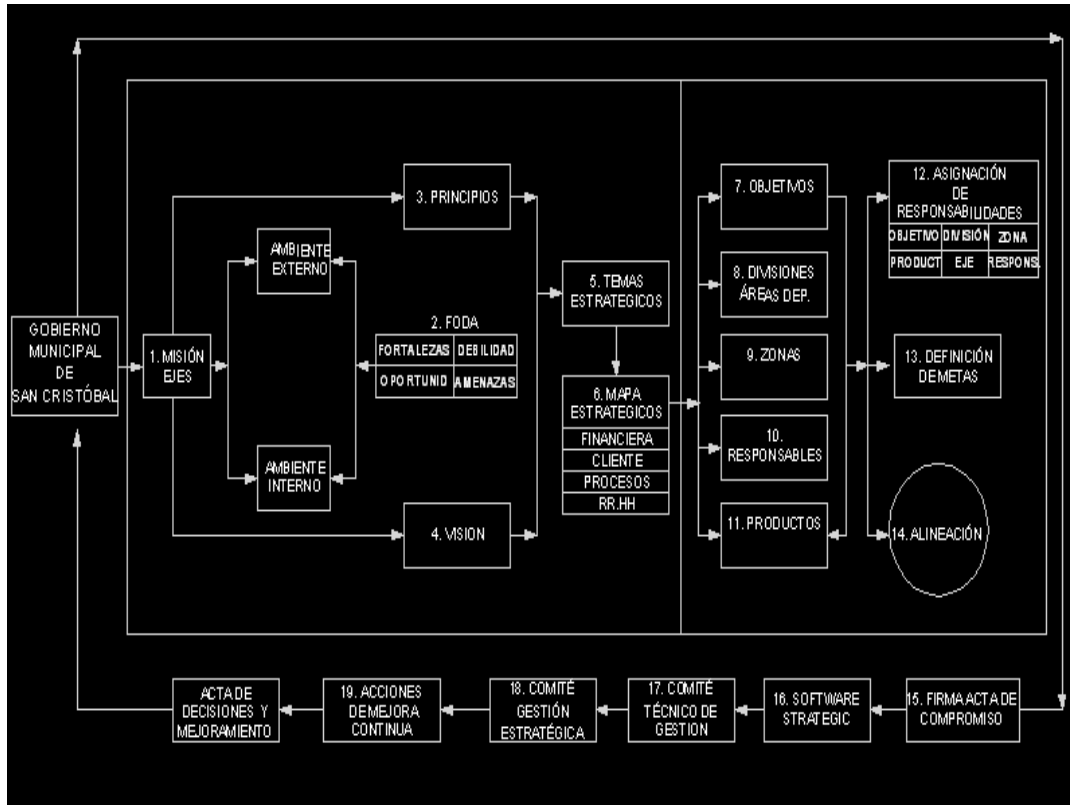 GOBIERNO
MUNICIPAL
DE
SAN CRISTÓBAL
1. MISIÓN
EJES
AMBIENTE
EXTERNO
AMBIENTE
INTERNO
3. PRINCIPIOS
2. FODA
FORTALEZAS DEBILIDAD
OPORTUNID AMENAZAS
4. VISION
5. TEMAS
ESTRATEGICOS
6. MAPA
ESTRATEGICOS
FINANCIERA
CLIENTE
PROCESOS
RR.HH
7. OBJETIVOS
8. DIVISIONES
ÁREAS DEP.
9. ZONAS
10.
RESPONSABLES
11. PRODUCTOS
12. ASIGNACIÓN
DE
RESPONSABILIDADES
OBJETIVO DIVISIÓN ZONA
PRODUCT EJE RESPONS.
13. DEFINICIÓN
DE METAS
14. ALINEACIÓN
ACTA DE
DECISIONES Y
MEJORAMIENTO
19. ACCIONES
DE MEJORA
CONTINUA
18. COMITÉ
GESTIÓN
ESTRATÉGICA
17. COMITÉ
TÉCNICO DE
GESTION
16. SOFTWARE
STRATEGIC
15. FIRMA ACTA DE
COMPROMISO